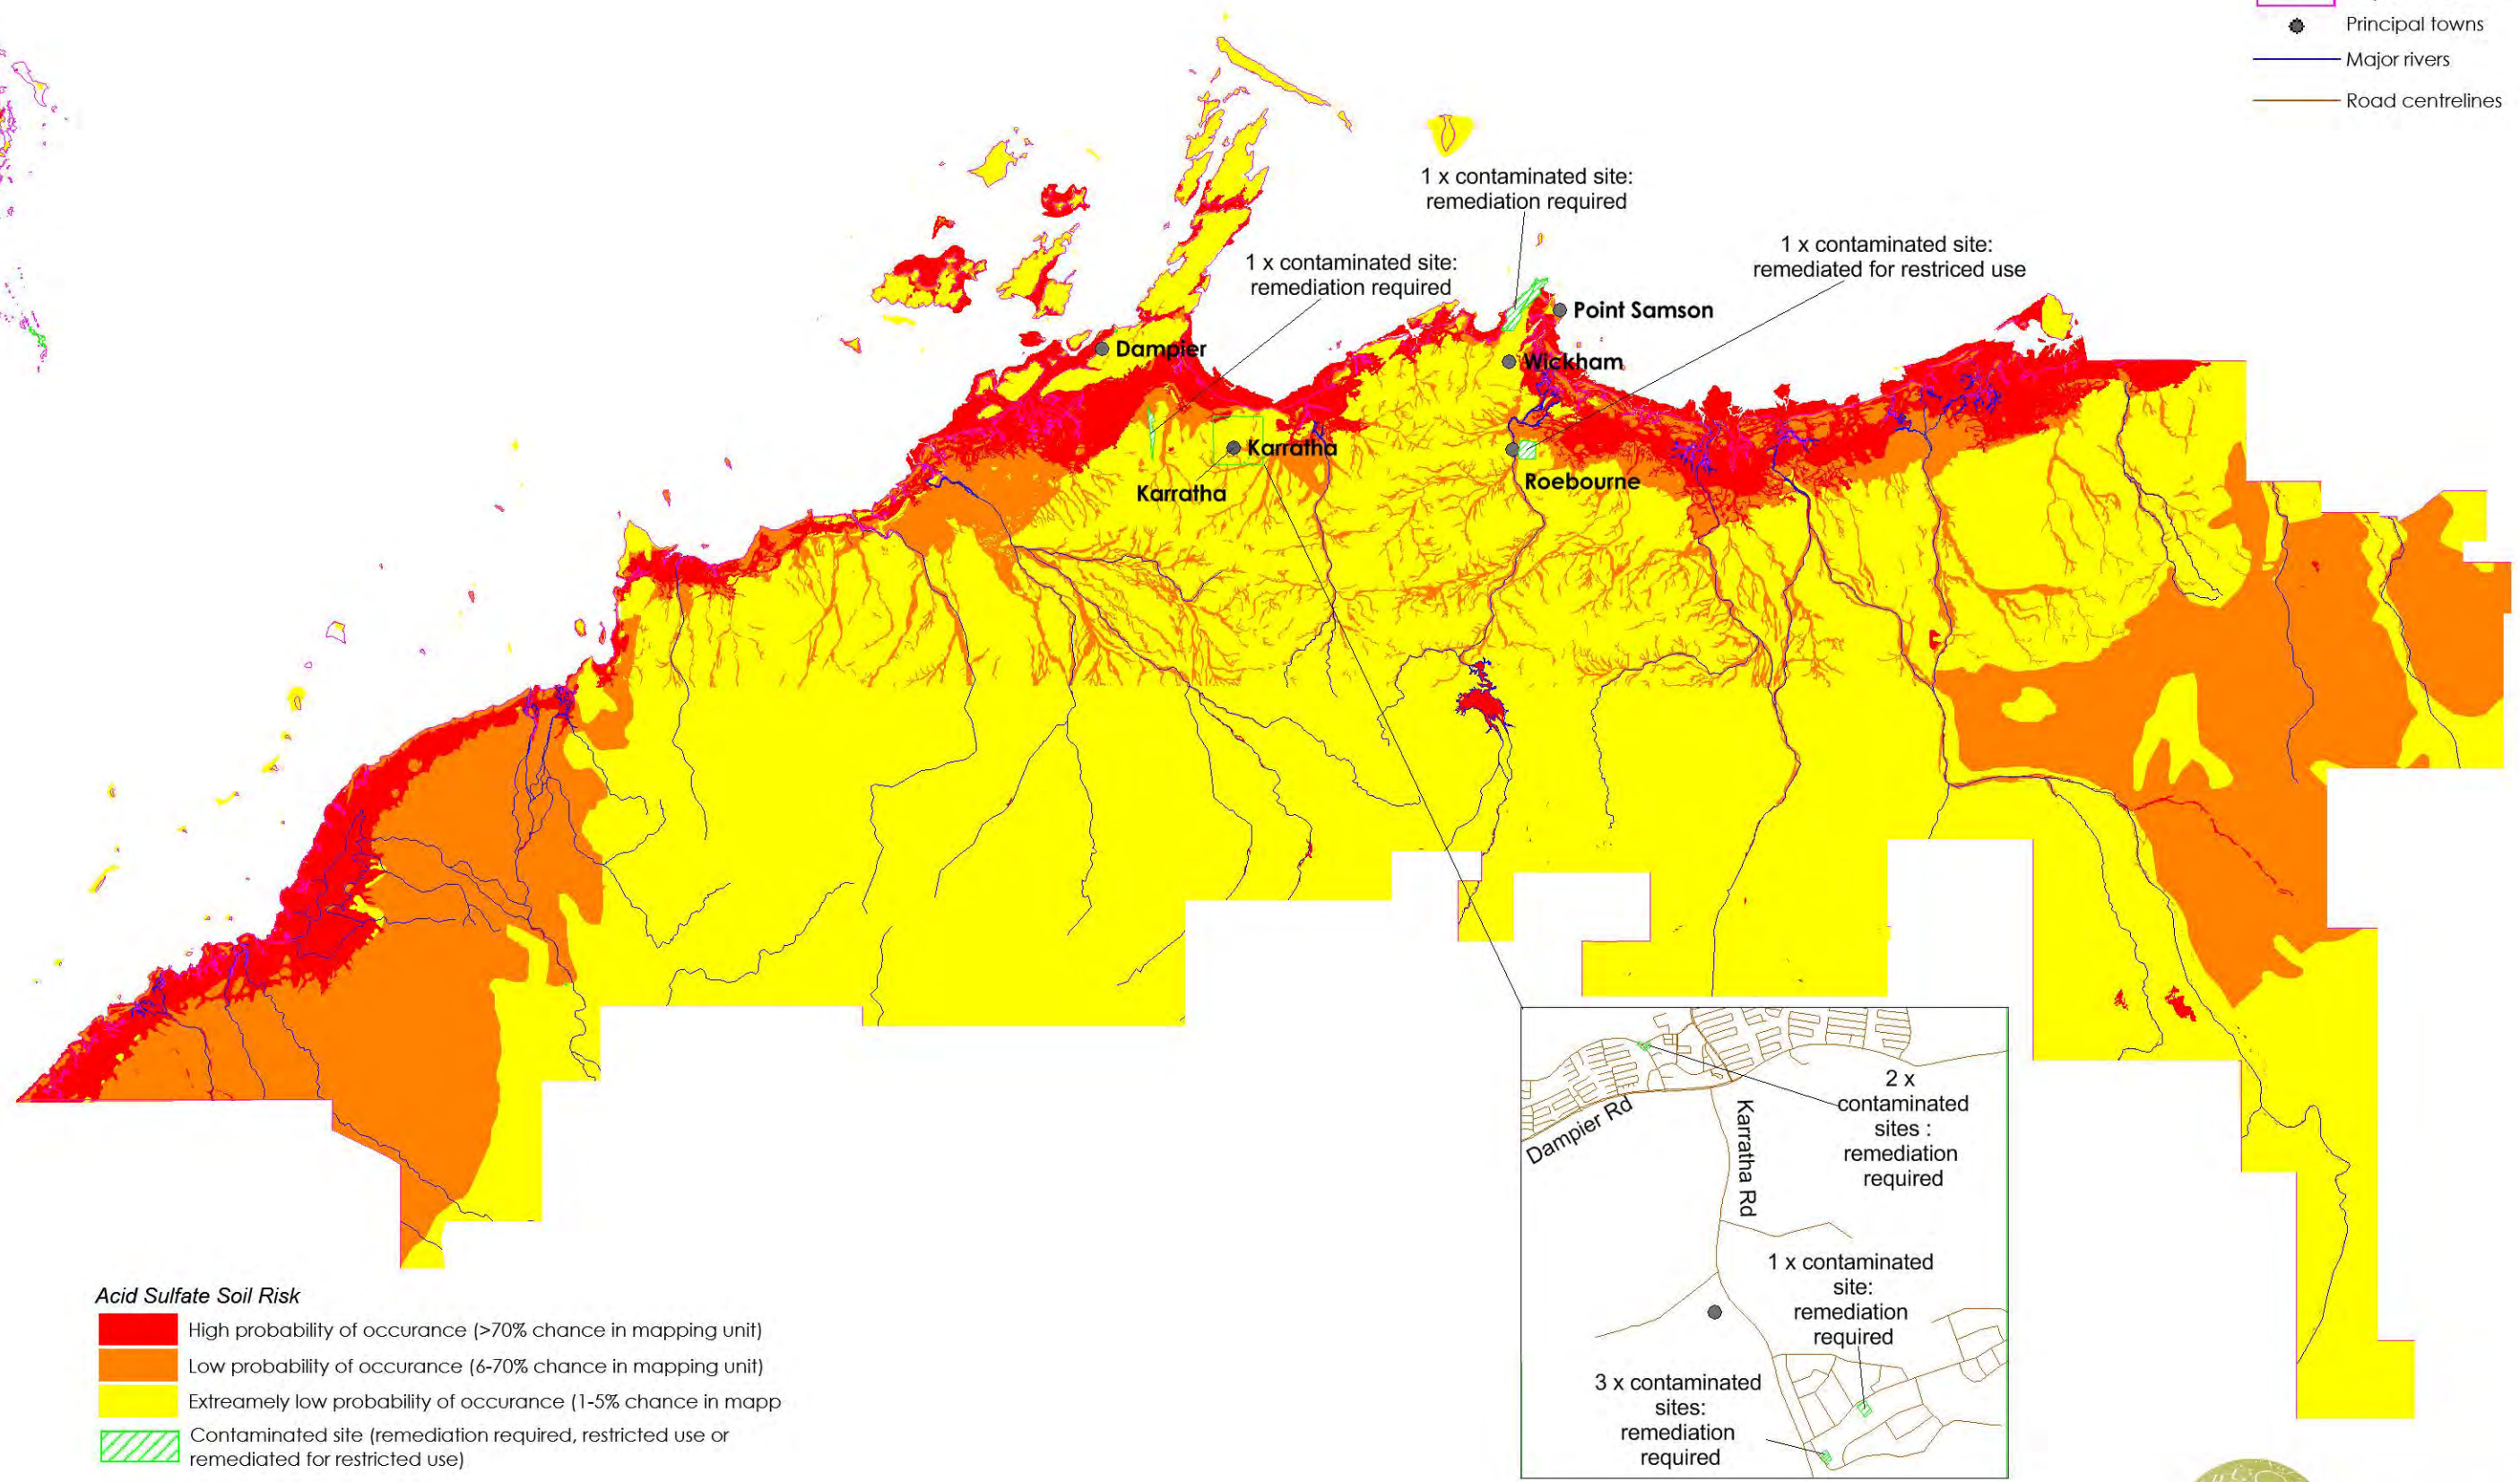 Principal towns
Major rivers
Road centrelines
1 x contaminated site:
remediation required
1 x contaminated site:
remediation required
1 x contaminated site:
remediated for restriced use
Point Samson
Dampier
Wickham
Karratha
Karratha
Roebourne
2 x
contaminated
sites :
remediation
required
Dampier Rd
Karratha Rd
1 x contaminated
site:
remediation
required
3 x contaminated
sites:
remediation
required
Acid Sulfate Soil Risk
High probability of occurance (>70% chance in mapping unit)
Low probability of occurance (6-70% chance in mapping unit)
Extreamely low probability of occurance (1-5% chance in mapp
Contaminated site (remediation required, restricted use or
remediated for restricted use)